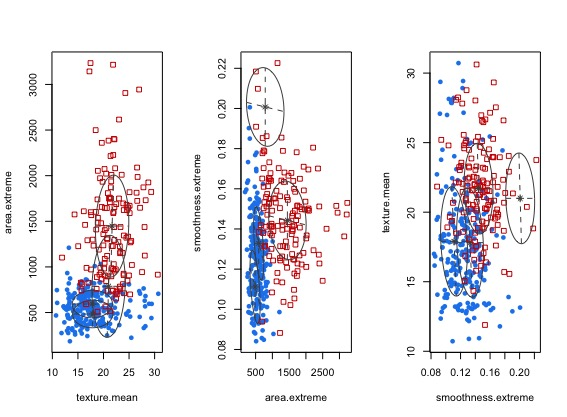 area.extreme
500 1000 1500 2000 2500 3000
10 15 20 25 30
texture.mean
smoothness.extreme
0.08 0.10 0.12 0.14 0.16 0.18 0.20 0.22
500 1500 2500
area.extreme
texture.mean
10 15 20 25 30
0.08 0.12 0.16 0.20
smoothness.extreme